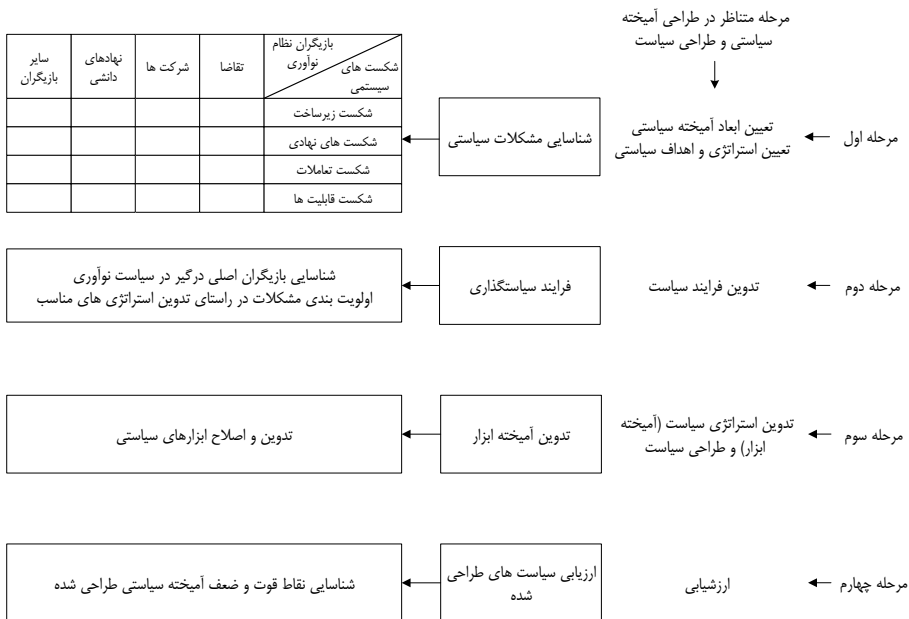 مرحله متناظر در طراحی آمیخته
سیاستی و طراحی سیاست
مرحله اول
تعیین ابعاد آمیخته سیاستی
تعیین استراتژی و اهداف سیاستی
شناسایی مشکلات سیاستی
بازیگران نظام
نوآوری
شکست های
سیستمی
تقاضا
شرکت ها
نهادهای
دانشی
سایر
بازیگران
شکست زیرساخت
شکست های نهادی
شکست تعاملات
شکست قابلیت ها
مرحله دوم
تدوین فرایند سیاست
فرایند سیاستگذاری
شناسایی بازیگران اصلی درگیر در سیاست نوآوری
اولویت بندی مشکلات در راستای تدوین استراتژی های مناسب
مرحله سوم
تدوین استراتژی سیاست (آمیخته
ابزار) و طراحی سیاست
تدوین آمیخته ابزار
تدوین و اصلاح ابزارهای سیاستی
مرحله چهارم
ارزشیابی
ارزیابی سیاست های طراحی
شده
شناسایی نقاط قوت و ضعف آمیخته سیاستی طراحی شده